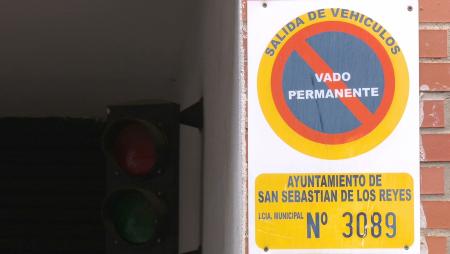 SALIDA DE VEHICULOS
VADO
PERMANENTE
AYUNTAMIENTO DE
SAN SEBASTIAN DE LOS REYES
LCIA. MUNICIPAL Nº 3089